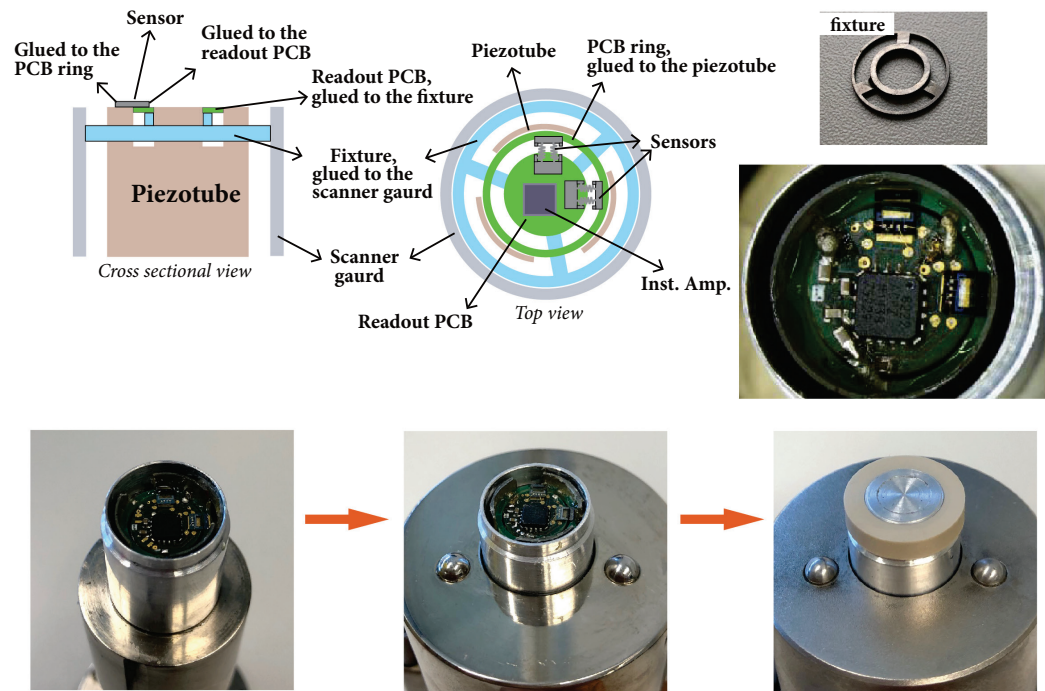 Sensor
Glued to the
PCB ring
Glued to
the readout PCB
Readout PCB,
glued to the fixture
Piezotube
Fixture,
glued to the
scanner gaurd
Scanner
gaurd
Cross sectional view
Piezotube
PCB ring,
glued to the piezotube
Sensors
Inst. Amp.
Readout PCB
Top view
fixture